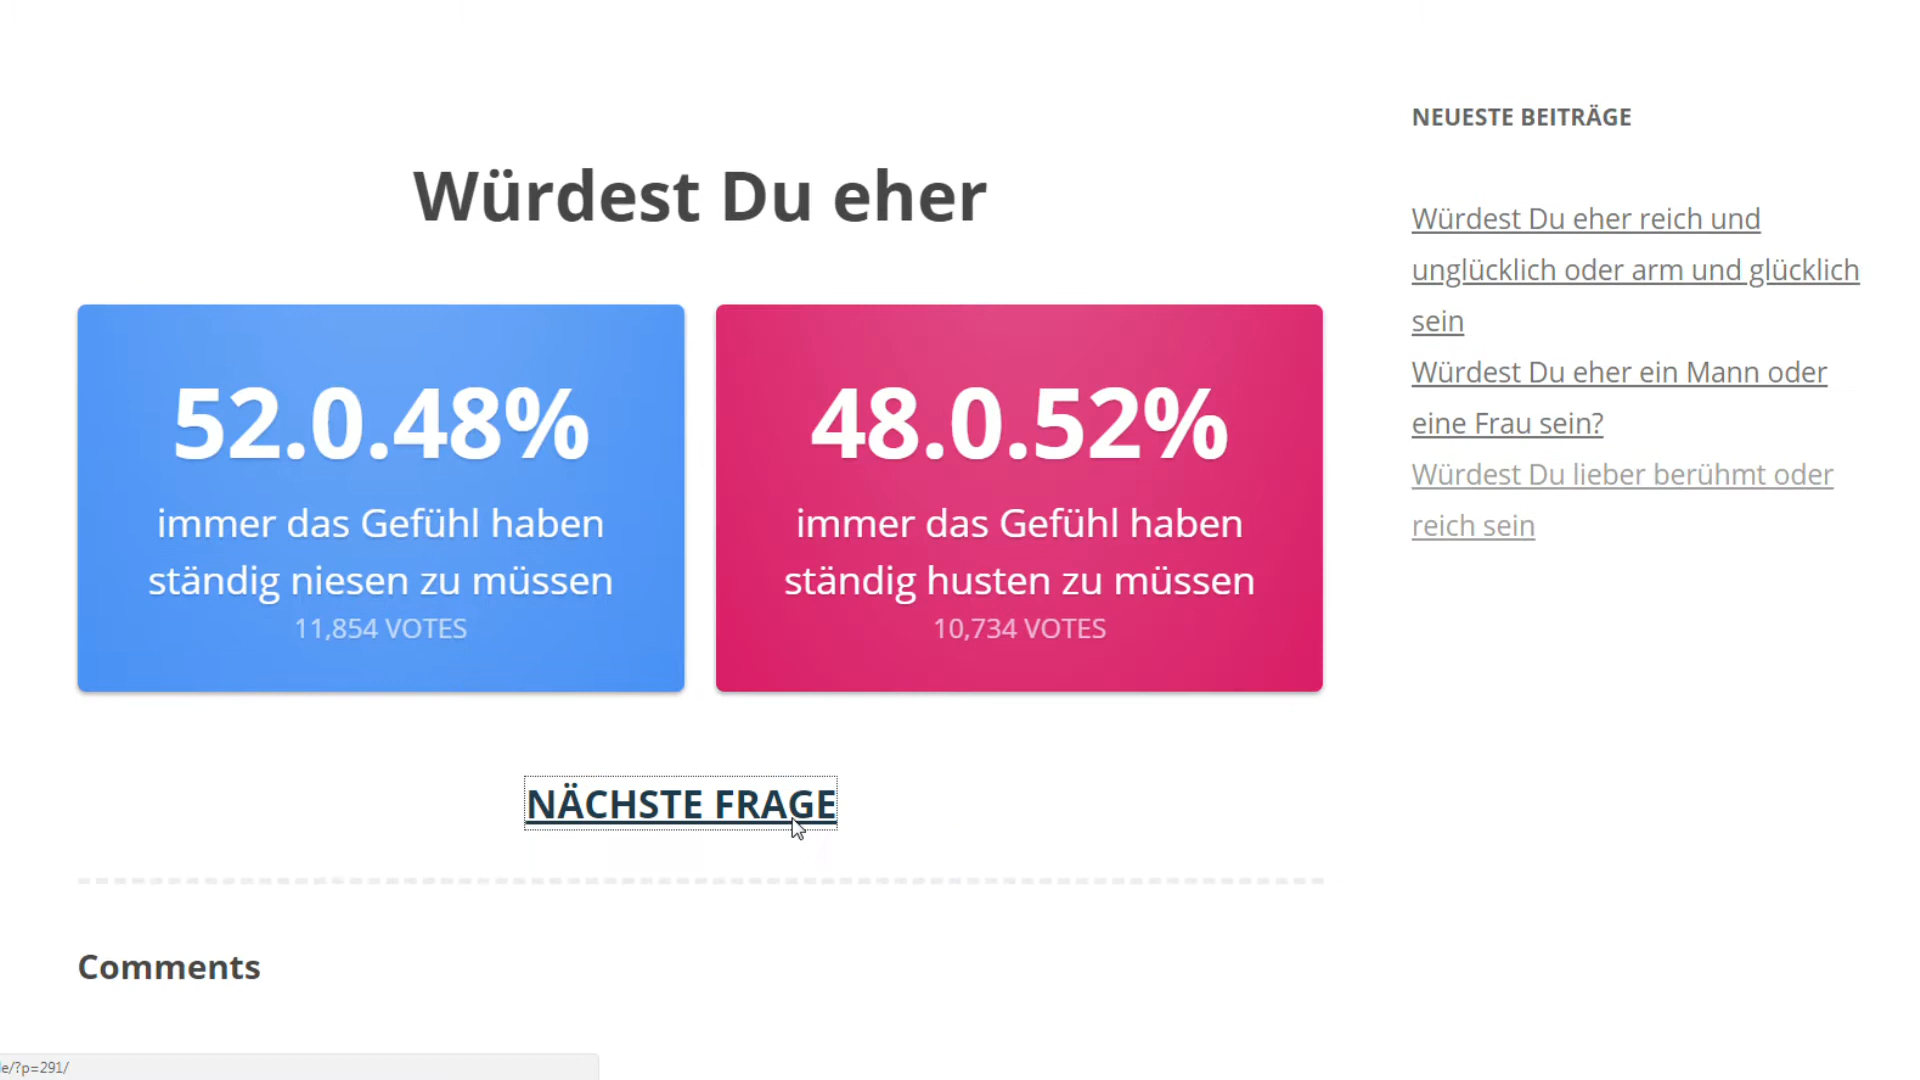 Würdest Du eher
52.0.48%
immer das Gefühl haben
ständig niesen zu müssen
11,854 VOTES
48.0.52%
immer das Gefühl haben
ständig husten zu müssen
10,734 VOTES
NÄCHSTE FRAGE
Comments
NEUESTE BEITRÄGE
Würdest Du eher reich und
unglücklich oder arm und glücklich
sein
Würdest Du eher ein Mann oder
eine Frau sein?
Würdest Du lieber berühmt oder
reich sein
e/?p=291/